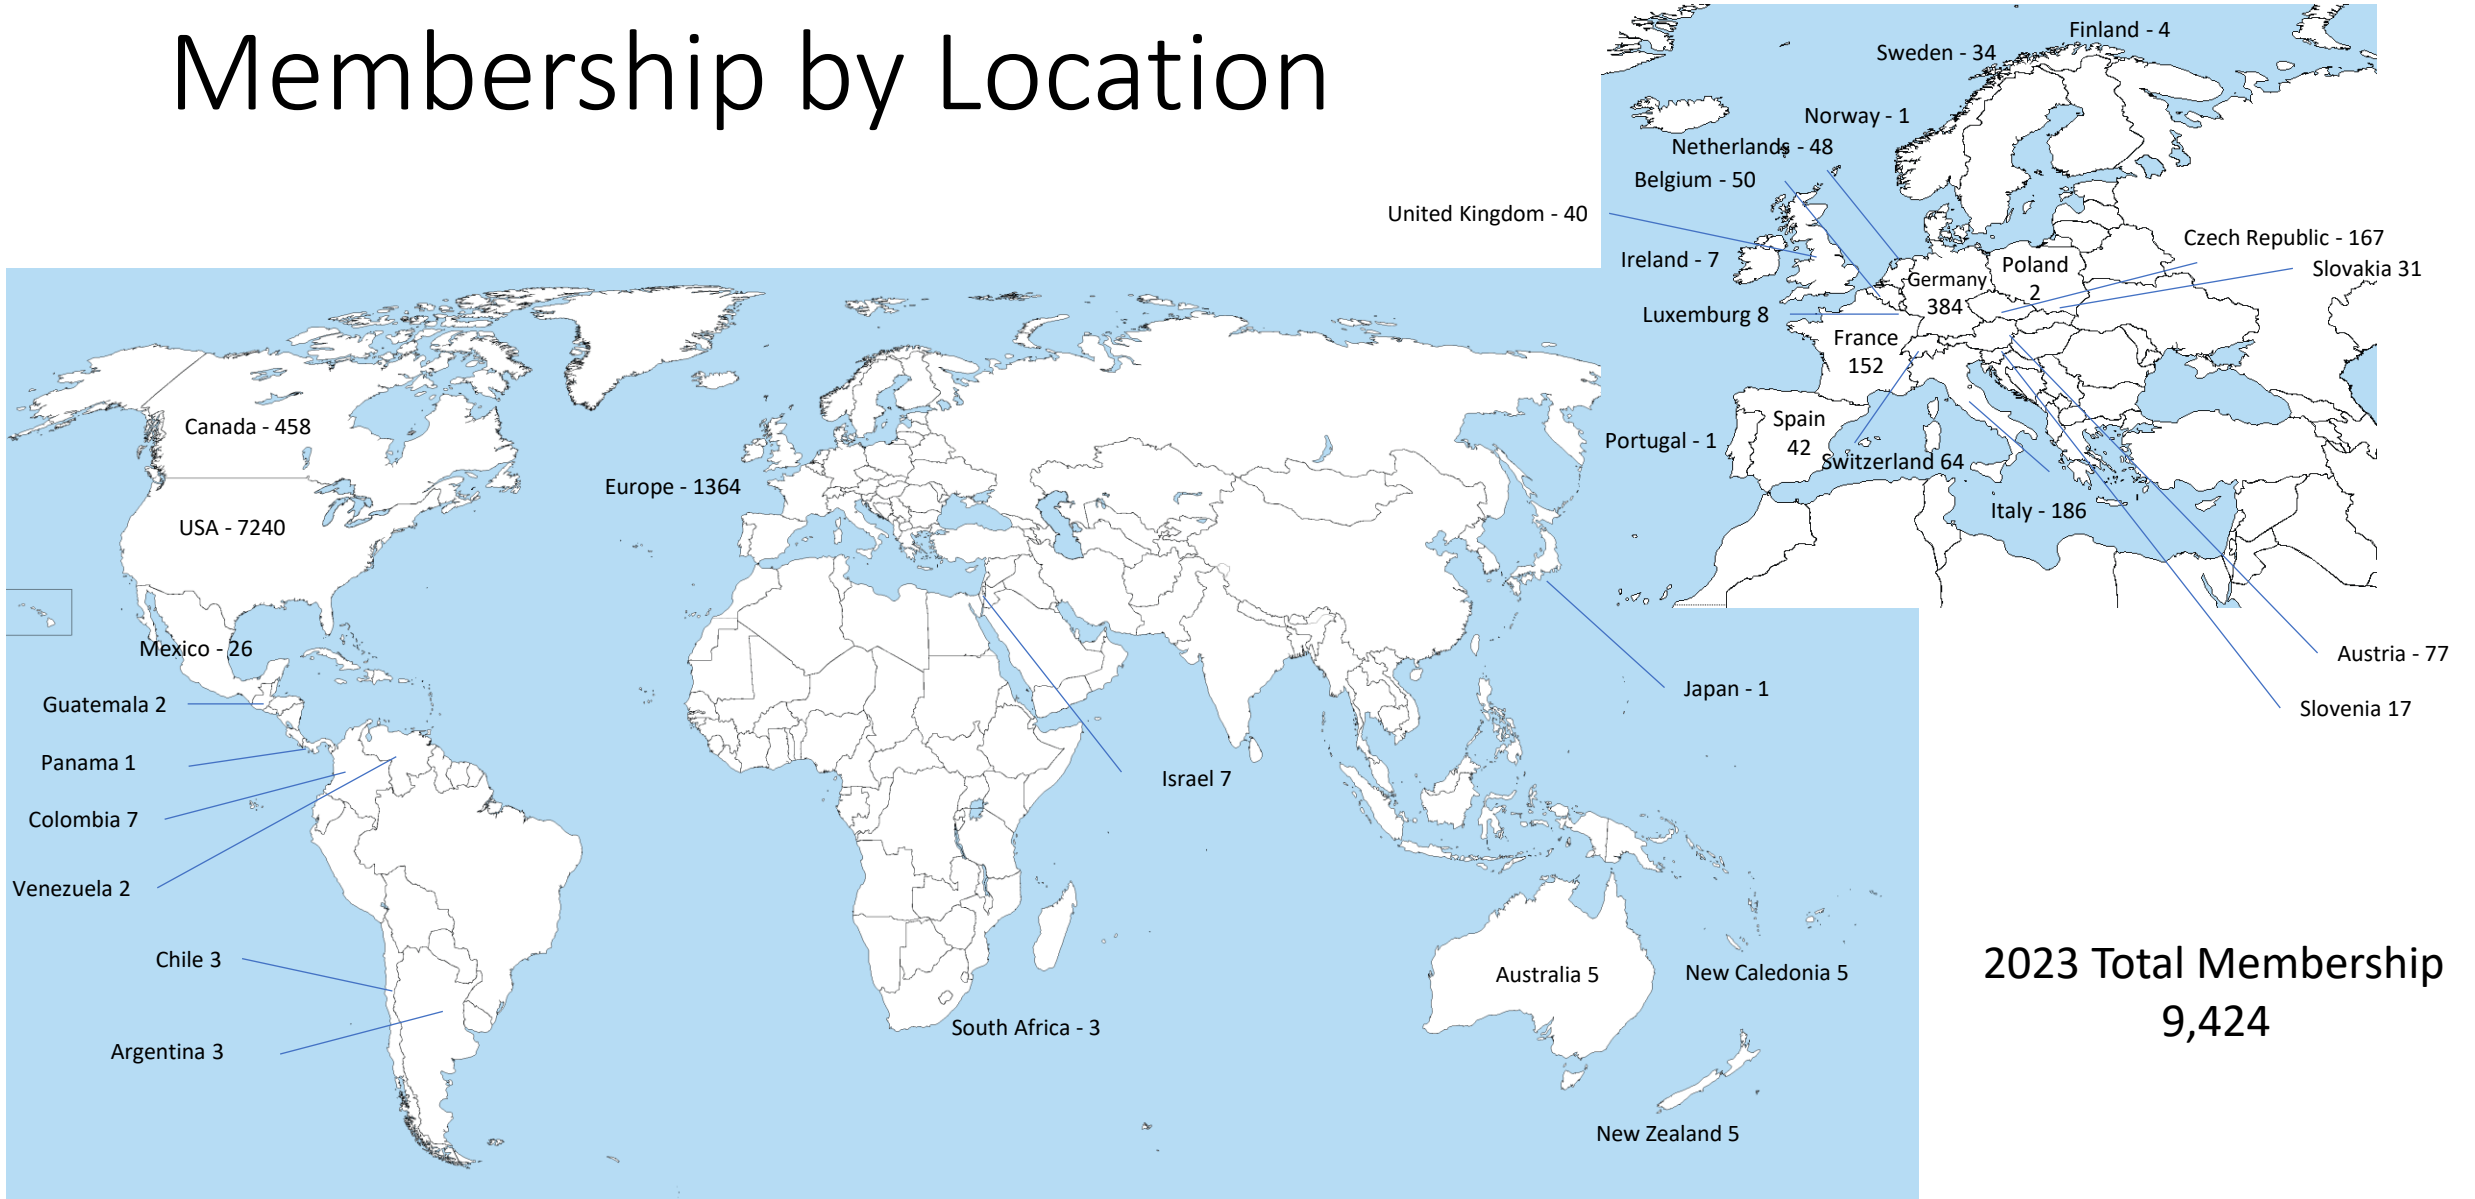 Membership by Location
Finland - 4
Sweden - 34
Norway - 1
Netherlands - 48
Belgium - 50
United Kingdom - 40
Ireland - 7
Luxemburg 8
Czech Republic - 167
Slovakia 31
Poland
2
Germany
384
France
152
Spain
42
Portugal - 1
Switzerland 64
Italy - 186
Austria - 77
Slovenia 17
Canada - 458
USA - 7240
Europe - 1364
Mexico - 26
Guatemala 2
Panama 1
Colombia 7
Venezuela 2
Chile 3
Argentina 3
Japan - 1
Israel 7
South Africa - 3
Australia 5
New Caledonia 5
New Zealand 5
2023 Total Membership
9,424